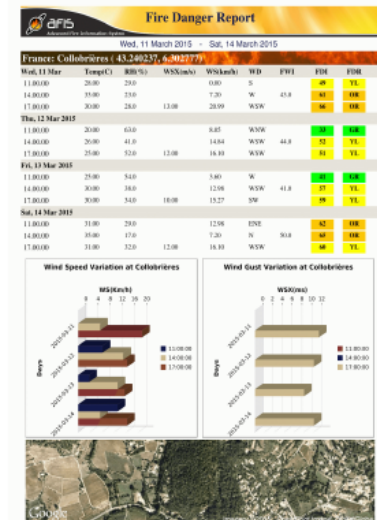 afis
Advanced Fire Information System
Fire Danger Report
Wed, 11 March 2015 - Sat, 14 March 2015
France: Collobrières ( 43.240237, 6.302777)
Wed, 11 Mar Temp(C) RH(%) WSX(m/s) WS(km/h) WD FWI FDI FDR
11:00:00 28.00 29.0 0.00 S 49 YL
14:00:00 35.00 23.0 7.20 W 43.8 61 OR
17:00:00 30.00 28.0 13.00 20.99 WSW 66 OR
Thu, 12 Mar 2015
11:00:00 20.00 63.0 8.85 WNW 33 GR
14:00:00 26.00 41.0 14.84 WSW 44.8 52 YL
17:00:00 25.00 52.0 12.00 16.10 WSW 51 YL
Fri, 13 Mar 2015
11:00:00 25.00 54.0 3.60 W 41 GR
14:00:00 30.00 38.0 12.98 WSW 41.8 57 YL
17:00:00 30.00 34.0 10.00 15.27 SW 59 YL
Sat, 14 Mar 2015
11:00:00 31.00 29.0 12.98 ENE 62 OR
14:00:00 35.00 17.0 7.20 N 50.8 65 OR
17:00:00 31.00 32.0 12.00 16.10 WSW 60 YL
Wind Speed Variation at Collobrières
WS(Km/h)
0 4 8 12 16 20
2015-03-11
2015-03-12
2015-03-13
2015-03-14
Days
11:00:00
14:00:00
17:00:00
Wind Gust Variation at Collobrières
WSX(ms)
0 2 4 6 8 10 12
2015-03-11
2015-03-12
2015-03-13
2015-03-14
Days
11:00:00
14:00:00
17:00:00
Google